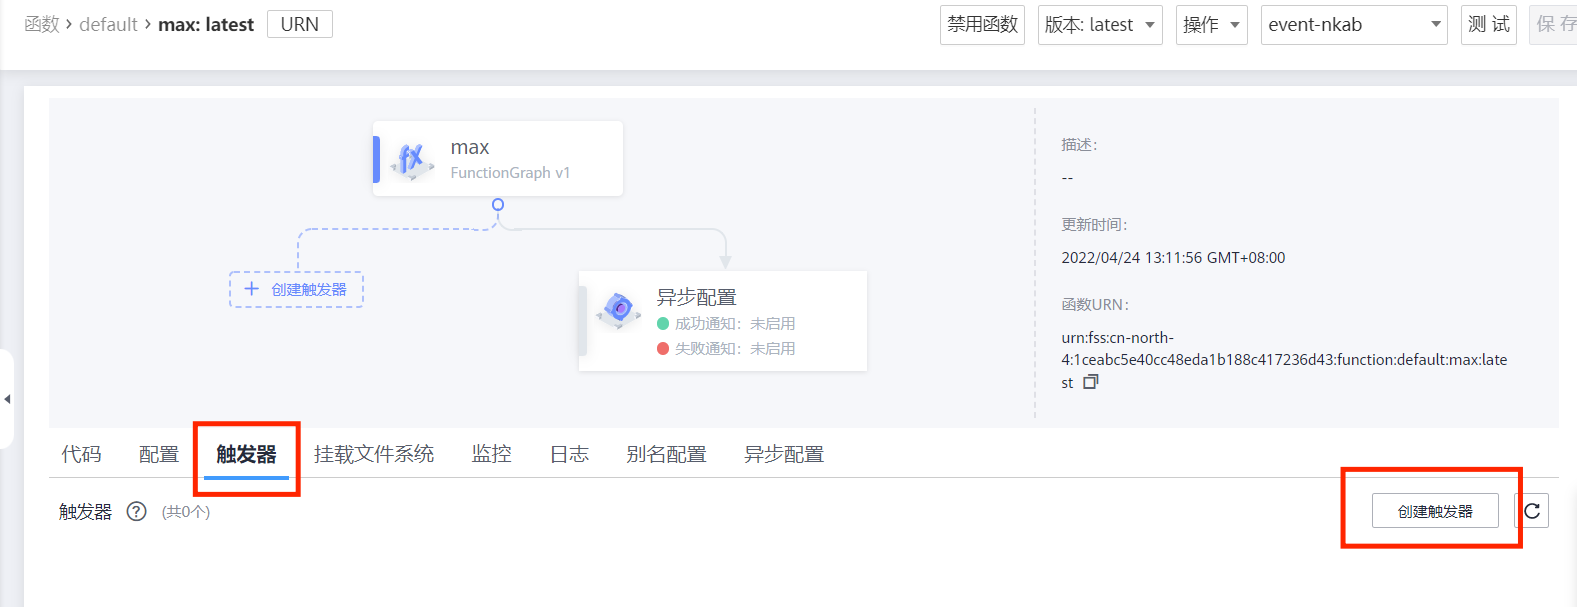 函数 › default › max: latest URN 禁用函数 版本: latest 操作 event-nkab 测 试 保 存
max
FunctionGraph v1
+ 创建触发器
异步配置
成功通知：未启用
失败通知：未启用
描述：
--
更新时间：
2022/04/24 13:11:56 GMT+08:00
函数URN：
urn:fss:cn-north-
4:1ceabc5e40cc48eda1b188c417236d43:function:default:max:late
st
代码 配置 触发器 挂载文件系统 监控 日志 别名配置 异步配置
触发器 ? (共0个) 创建触发器